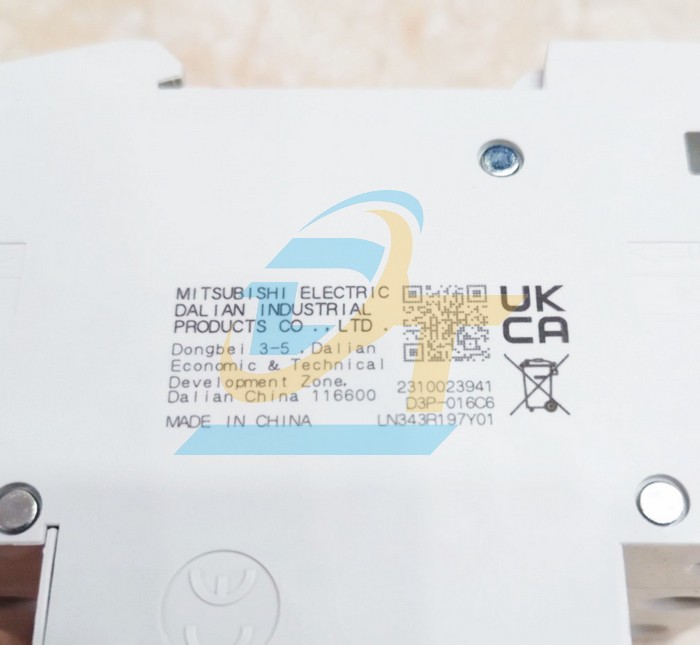 MITSUBISHI ELECTRIC
DALIAN INDUSTRIAL
PRODUCTS CO.,LTD.
Dongbei 3-5, Dalian
Economic & Technical
Development Zone.
Dalian China 116600
MADE IN CHINA
2310023941
D3P-016C6
LN343R197Y01
UK
CA
CE